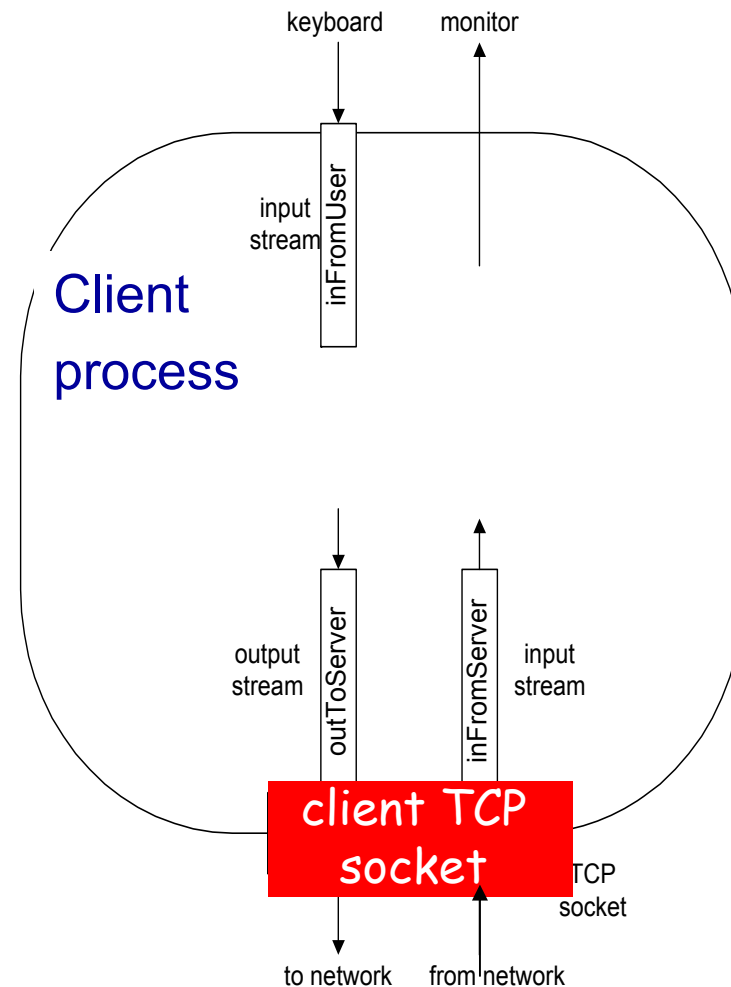 keyboard
monitor
input
stream
inFromUser
Client
process
output
stream
outToServer
inFromServer
input
stream
client TCP
socket
TCP
socket
to network
from network